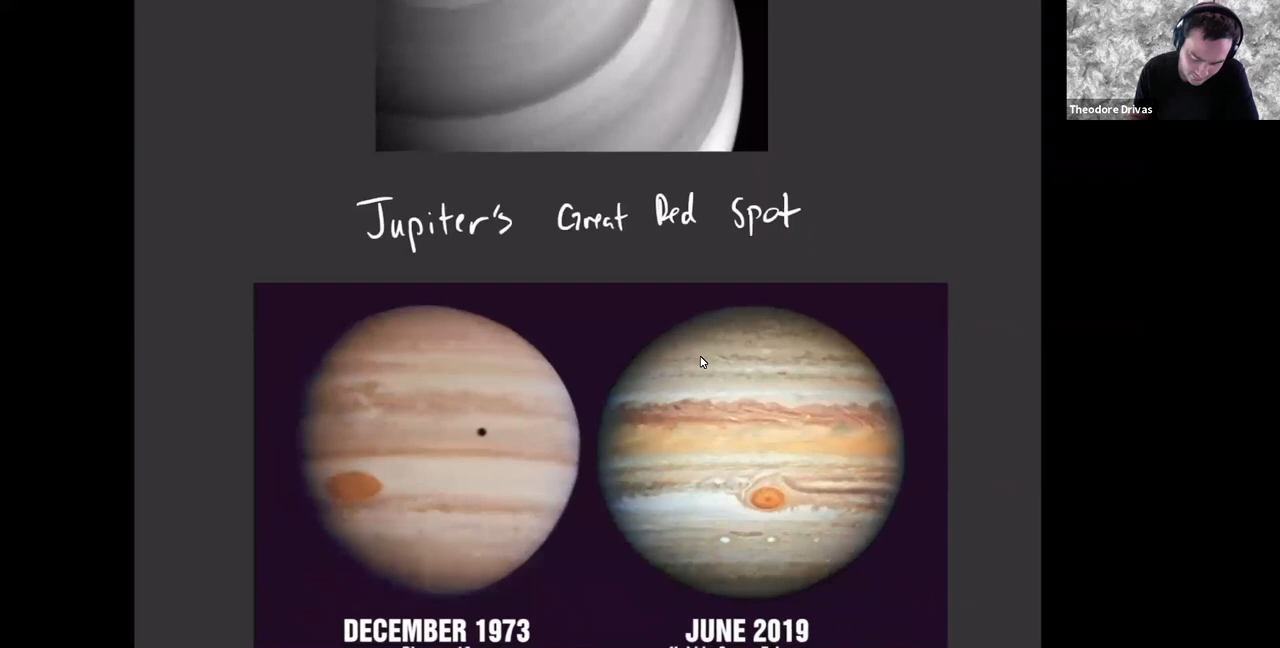 Theodore Drivas
Jupiter's Great Red Spot
DECEMBER 1973 JUNE 2019